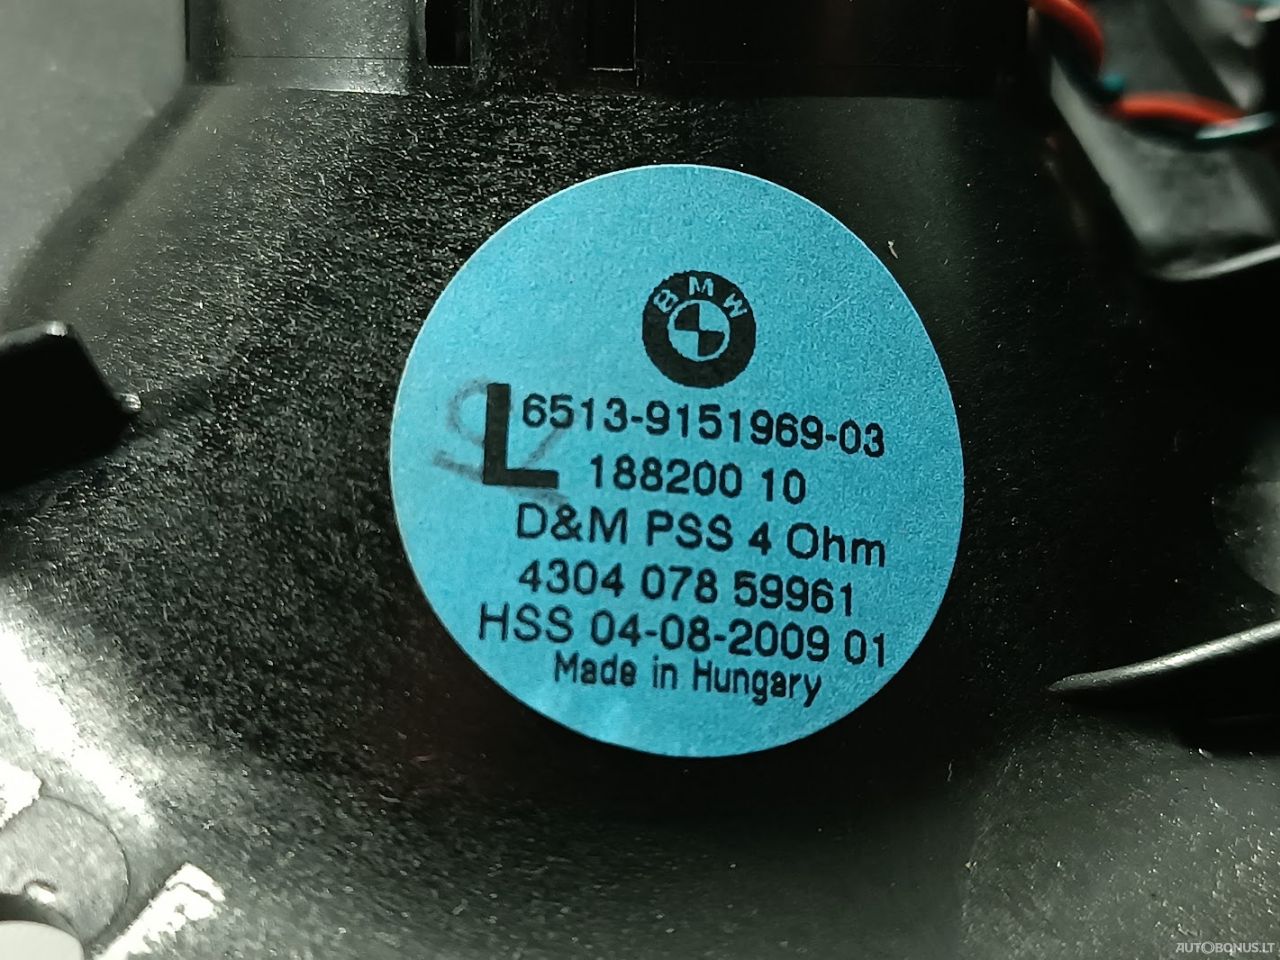 BMW
L 6513-9151969-03
188200 10
D&M PSS 4 Ohm
4304 078 59961
HSS 04-08-2009 01
Made in Hungary
AUTOBONUS.LT